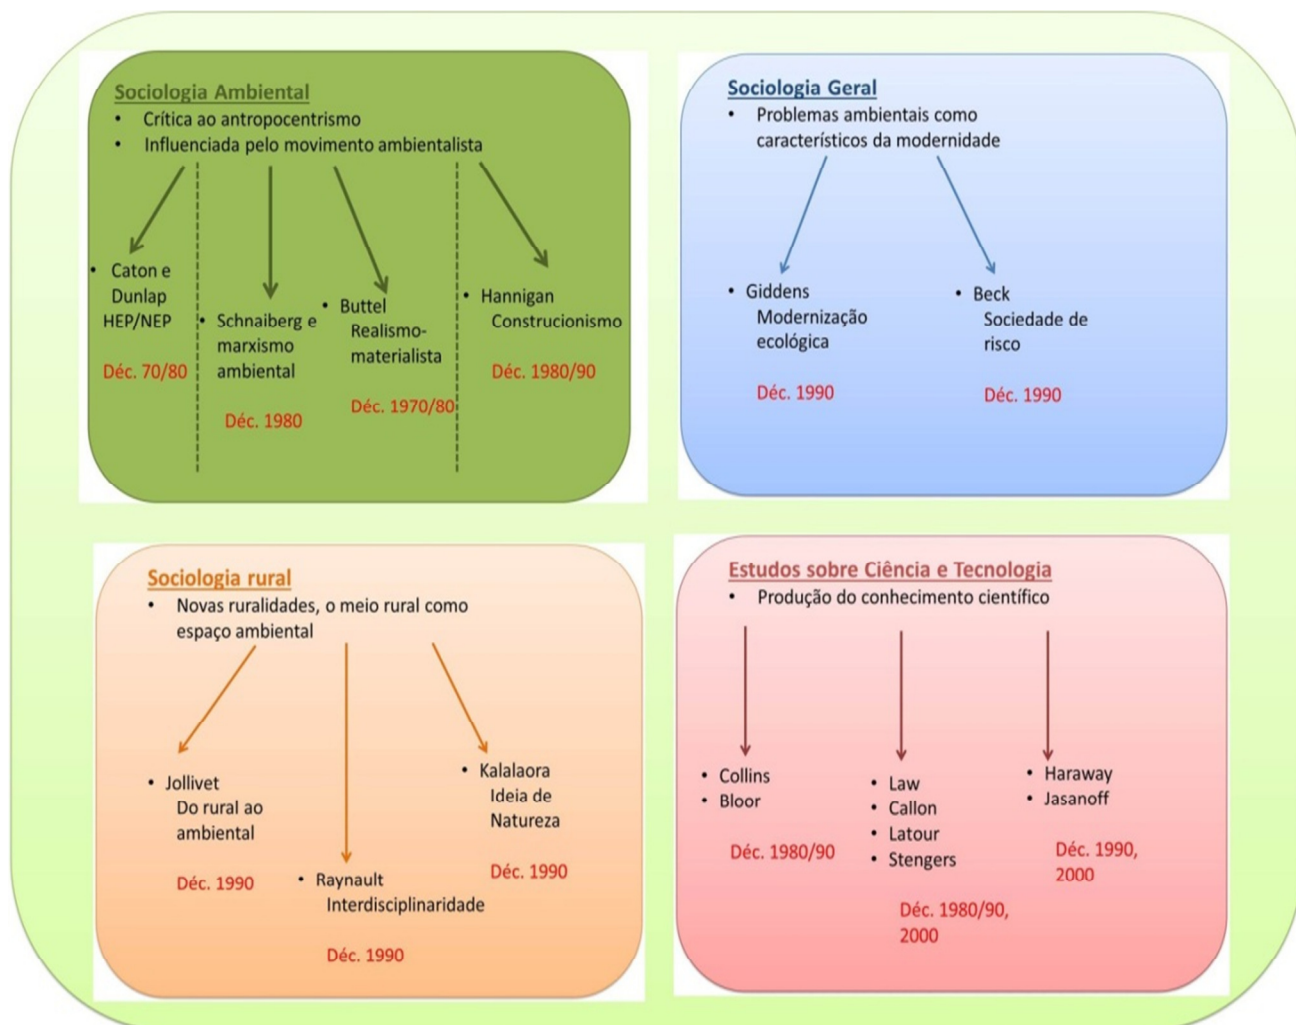 Sociologia Ambiental
• Crítica ao antropocentrismo
• Influenciada pelo movimento ambientalista
• Caton e
Dunlap
HEP/NEP
Déc. 70/80
• Schnaiberg e
marxismo
ambiental
Déc. 1980
• Buttel
Realismo-
materialista
Déc. 1970/80
• Hannigan
Construcionismo
Déc. 1980/90
Sociologia Geral
• Problemas ambientais como
característicos da modernidade
• Giddens
Modernização
ecológica
Déc. 1990
• Beck
Sociedade de
risco
Déc. 1990
Sociologia rural
• Novas ruralidades, o meio rural como
espaço ambiental
• Jollivet
Do rural ao
ambiental
Déc. 1990
• Raynault
Interdisciplinaridade
Déc. 1990
• Kalalaora
Ideia de
Natureza
Déc. 1990
Estudos sobre Ciência e Tecnologia
• Produção do conhecimento científico
• Collins
• Bloor
Déc. 1980/90
• Law
• Callon
• Latour
• Stengers
Déc. 1980/90,
2000
• Haraway
• Jasanoff
Déc. 1990,
2000